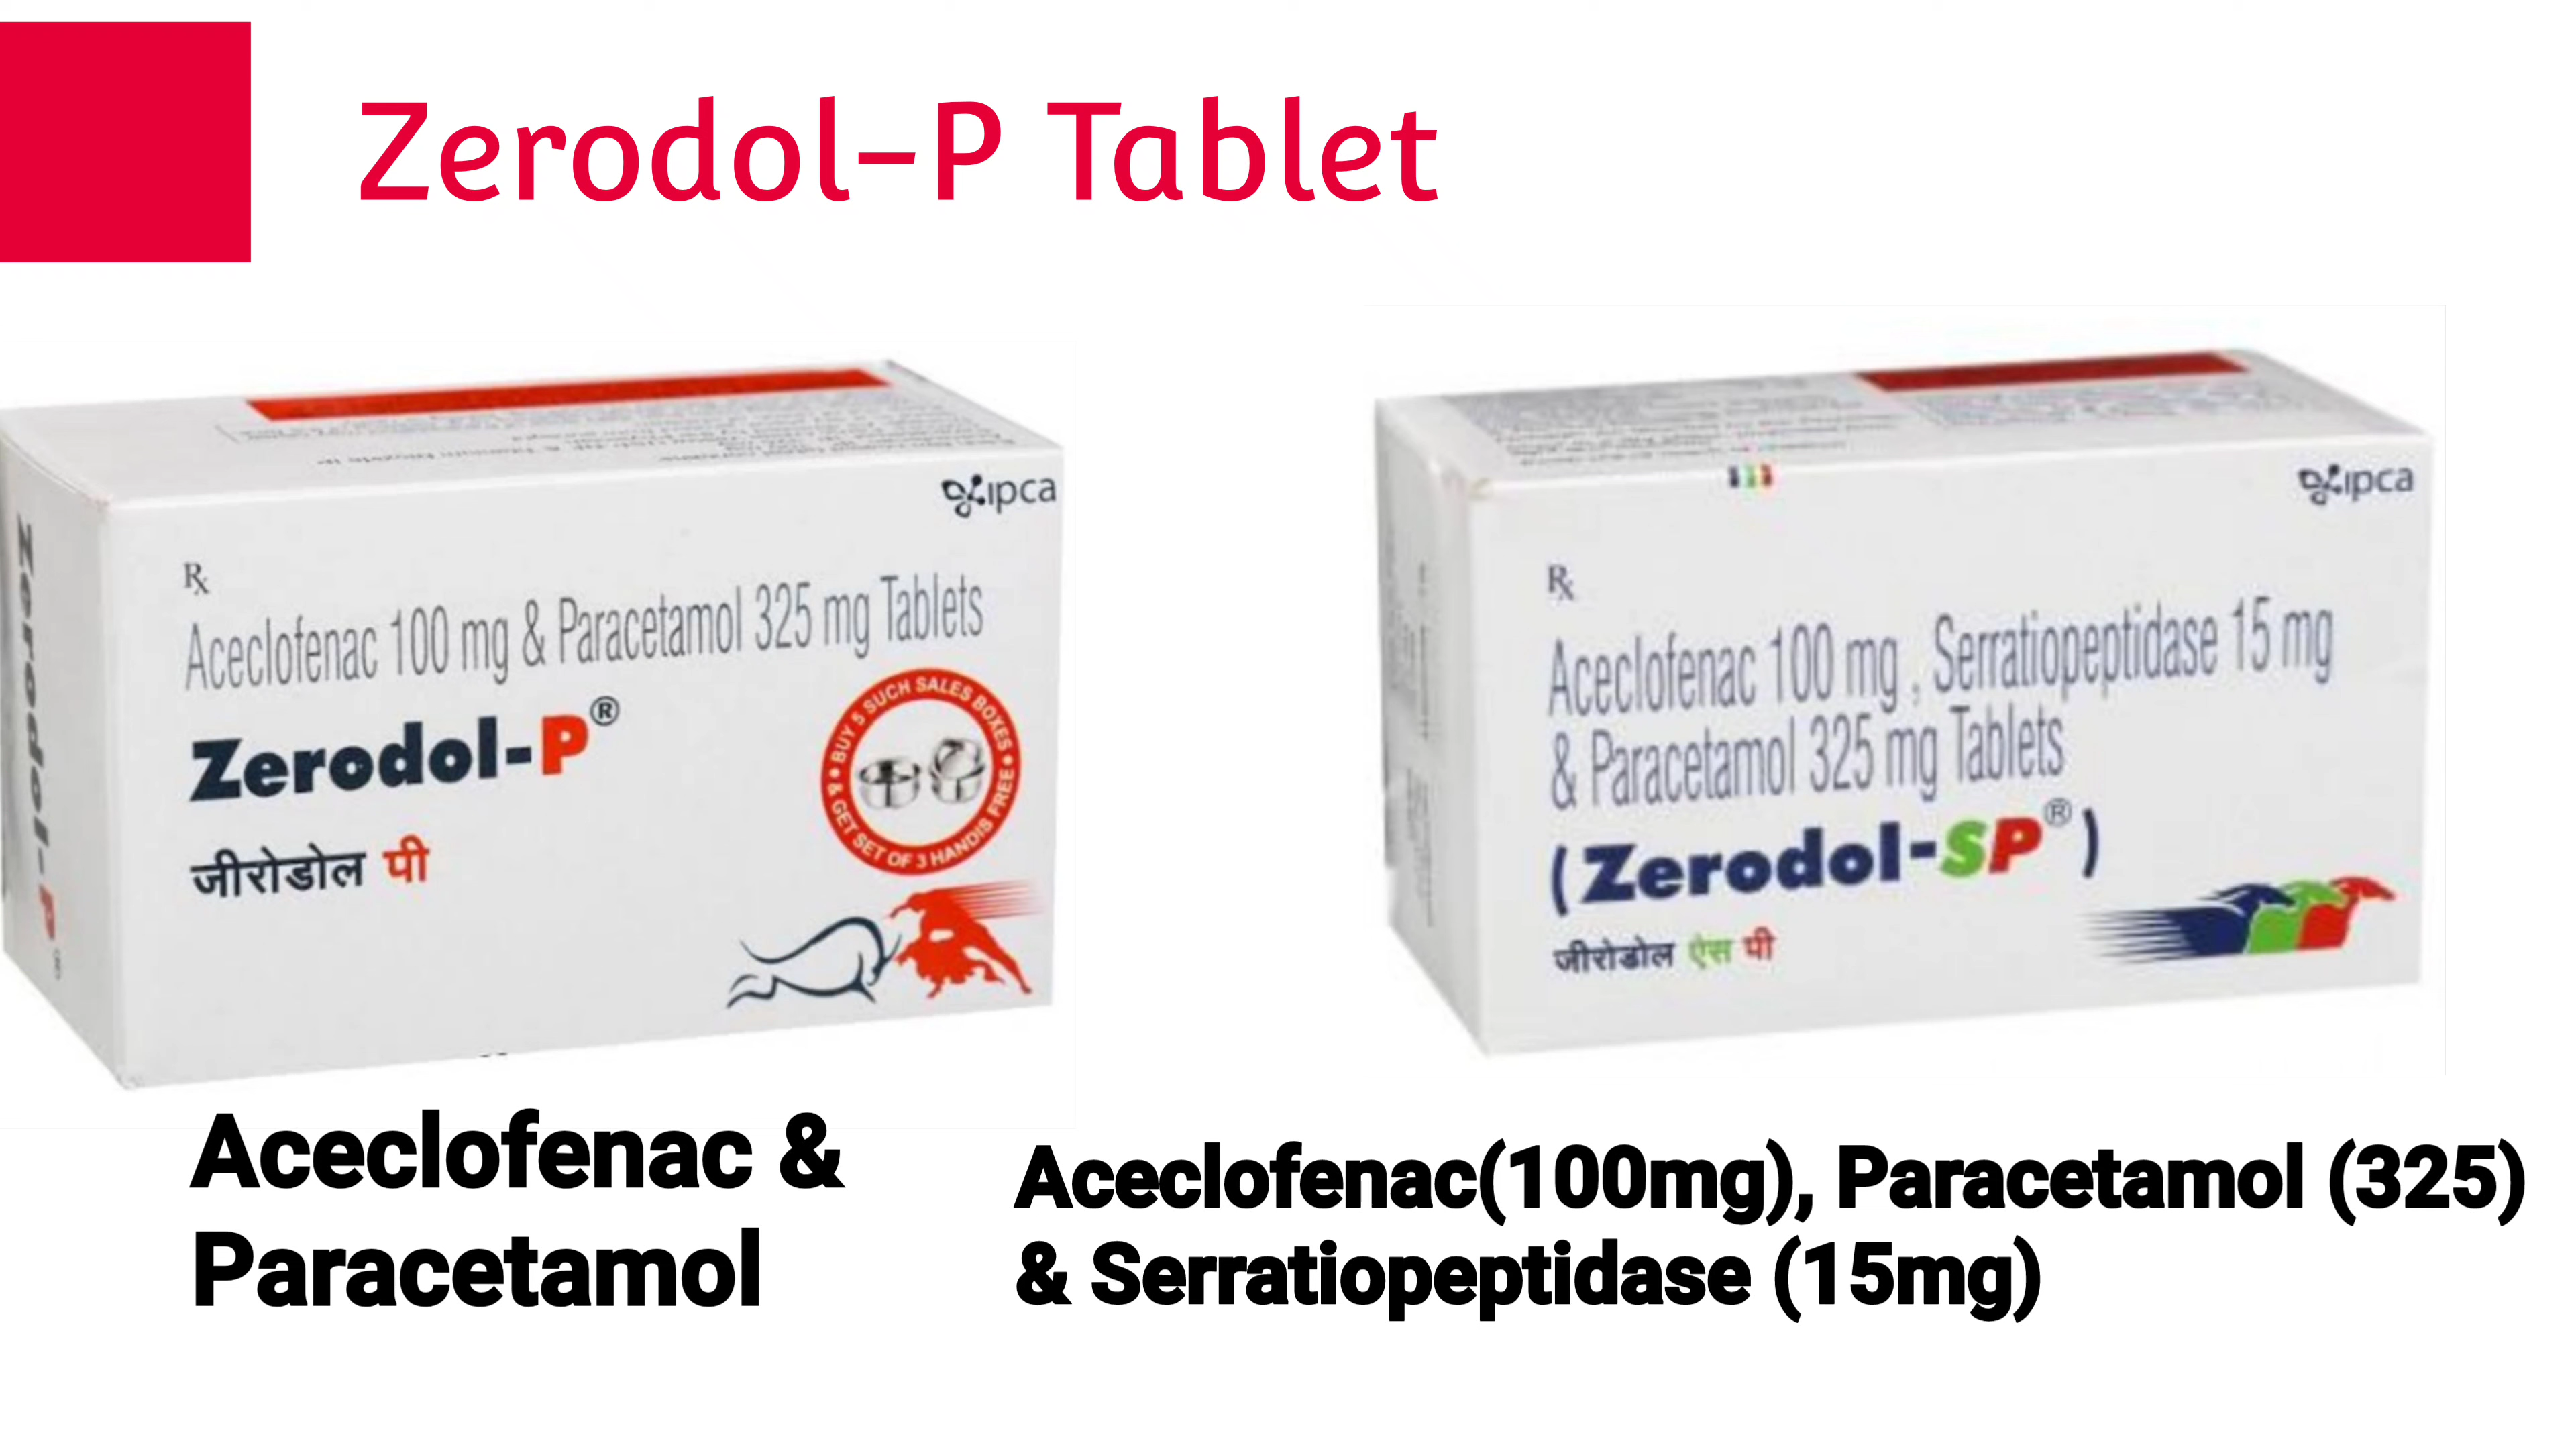 Zerodol-P Tablet
ipca
Rx
Aceclofenac 100 mg & Paracetamol 325 mg Tablets
Zerodol-P®
जीरोडोल पी
• BUY 5 SUCH SALES BOXES •
& GET SET OF 3 HANDIS FREE
Zerodol-P®
ipca
Rx
Aceclofenac 100 mg , Serratiopeptidase 15 mg
& Paracetamol 325 mg Tablets
(Zerodol-SP®)
जीरोडोल ऐस पी
Aceclofenac &
Paracetamol
Aceclofenac(100mg), Paracetamol (325)
& Serratiopeptidase (15mg)